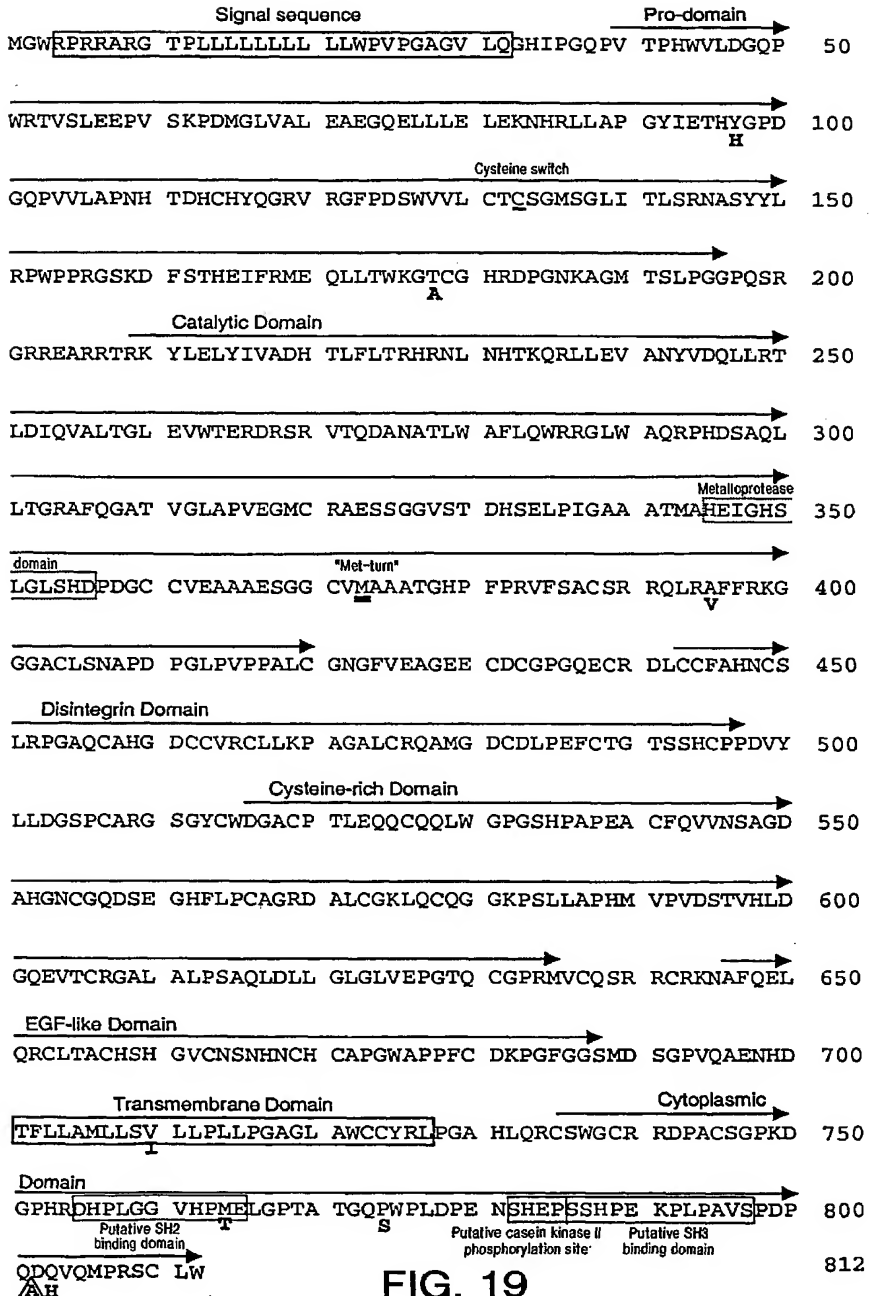 Signal sequence
Pro-domain
MGWRPRRARG TPLLLLLLLL LLWPVPGAGV LQGHIPGQPV TPHWVLDGQP 50
WRTVSLEEPV SKPDMGLVAL EAEGQELLLE LEKNHRLLAP GYIETHYGPD 100
H
Cysteine switch
GQPVVLAPNH TDHCHYQGRV RGFPDSWVVL CTCSGMSGLI TLSRNASYYL 150
RPWPPRGSKD FSTHEIFRME QLLTWKGTCG HRDPGNKAGM TSLPGGPQSR 200
A
Catalytic Domain
GRREARRTRK YLELYIVADH TLFLTRHRNL NHTKQRLLEV ANYVDQLLRT 250
LDIQVALTGL EVWTERDRSR VTQDANATLW AFLQWRRGLW AQRPHDSAQL 300
LTGRAFQGAT VGLAPVEGMC RAESSGGVST DHSELPIGAA ATMAHEIGHS 350
Metalloprotease
domain
"Met-turn"
LGLSHDPDGC CVEAAAESGG CVMAAATGHP FPRVFSACSR RQLRAFFRKG 400
V
GGACLSNAPD PGLPVPPALC GNGFVEAGEE CDCGPGQECR DLCCFAHNCS 450
Disintegrin Domain
LRPGAQCAHG DCCVRCLLKP AGALCRQAMG DCDLPEFCTG TSSHCPPDVY 500
Cysteine-rich Domain
LLDGSPCARG SGYCWDGACP TLEQQCQQLW GPGSHPAPEA CFQVVNSAGD 550
AHGNCGQDSE GHFLPCAGRD ALCGKLQCQG GKPSLLAPHM VPVDSTVHLD 600
GQEVTCRGAL ALPSAQLDLL GLGLVEPGTQ CGPRMVCQSR RCRKNAFQEL 650
EGF-like Domain
QRCLTACHSH GVCNSNHNCH CAPGWAPPFC DKPGFGGSMD SGPVQAENHD 700
Transmembrane Domain
Cytoplasmic
TFLLAMLLSV LLPLLPGAGL AWCCYRLPGA HLQRCSWGCR RDPACSGPKD 750
I
Domain
GPHRDHPLGG VHPMELGPTA TGQPWPLDPE NSHEPSSHPE KPLPAVSPDP 800
T
S
Putative SH2
binding domain
Putative casein kinase II
phosphorylation site
Putative SH3
binding domain
QDQVQMPRSC LW 812
A H
FIG. 19